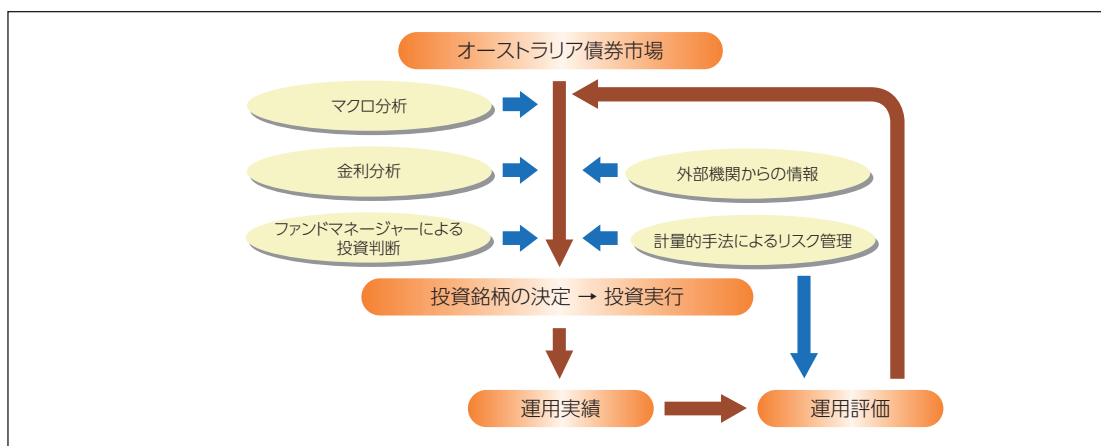 オーストラリア債券市場
マクロ分析
金利分析
外部機関からの情報
ファンドマネージャーによる
投資判断
計量的手法によるリスク管理
投資銘柄の決定 → 投資実行
運用実績
運用評価